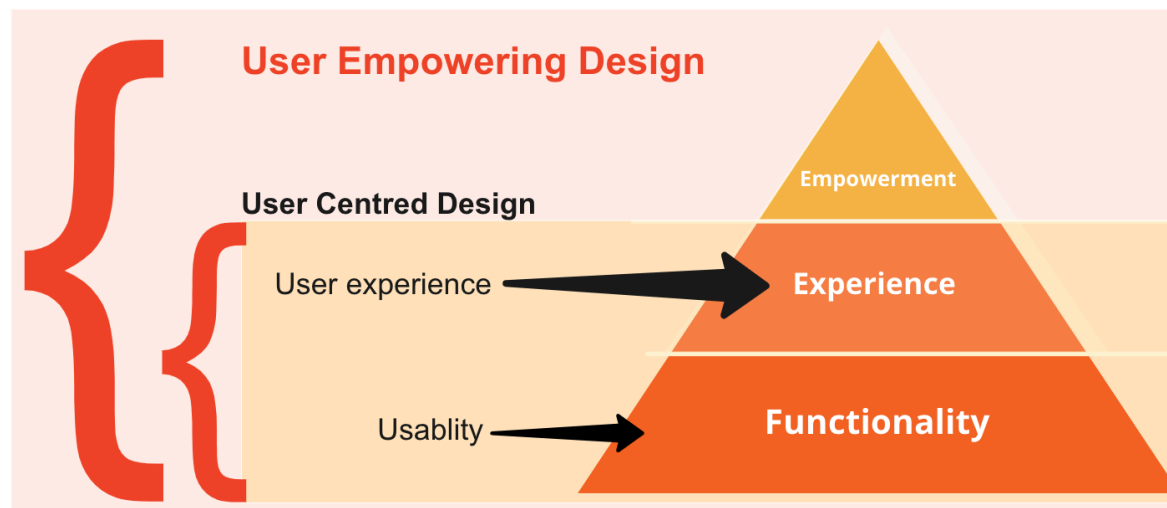 User Empowering Design
Empowerment
User Centred Design
User experience
Experience
Usablity
Functionality